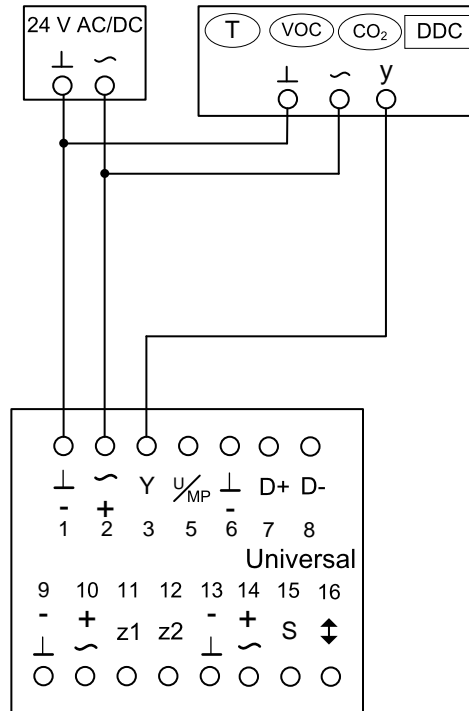 24 V AC/DC
T VOC CO₂ DDC
y
Y U/MP D+ D-
- + -
1 2 3 5 6 7 8
Universal
9 10 11 12 13 14 15 16
- + z1 z2 - + S